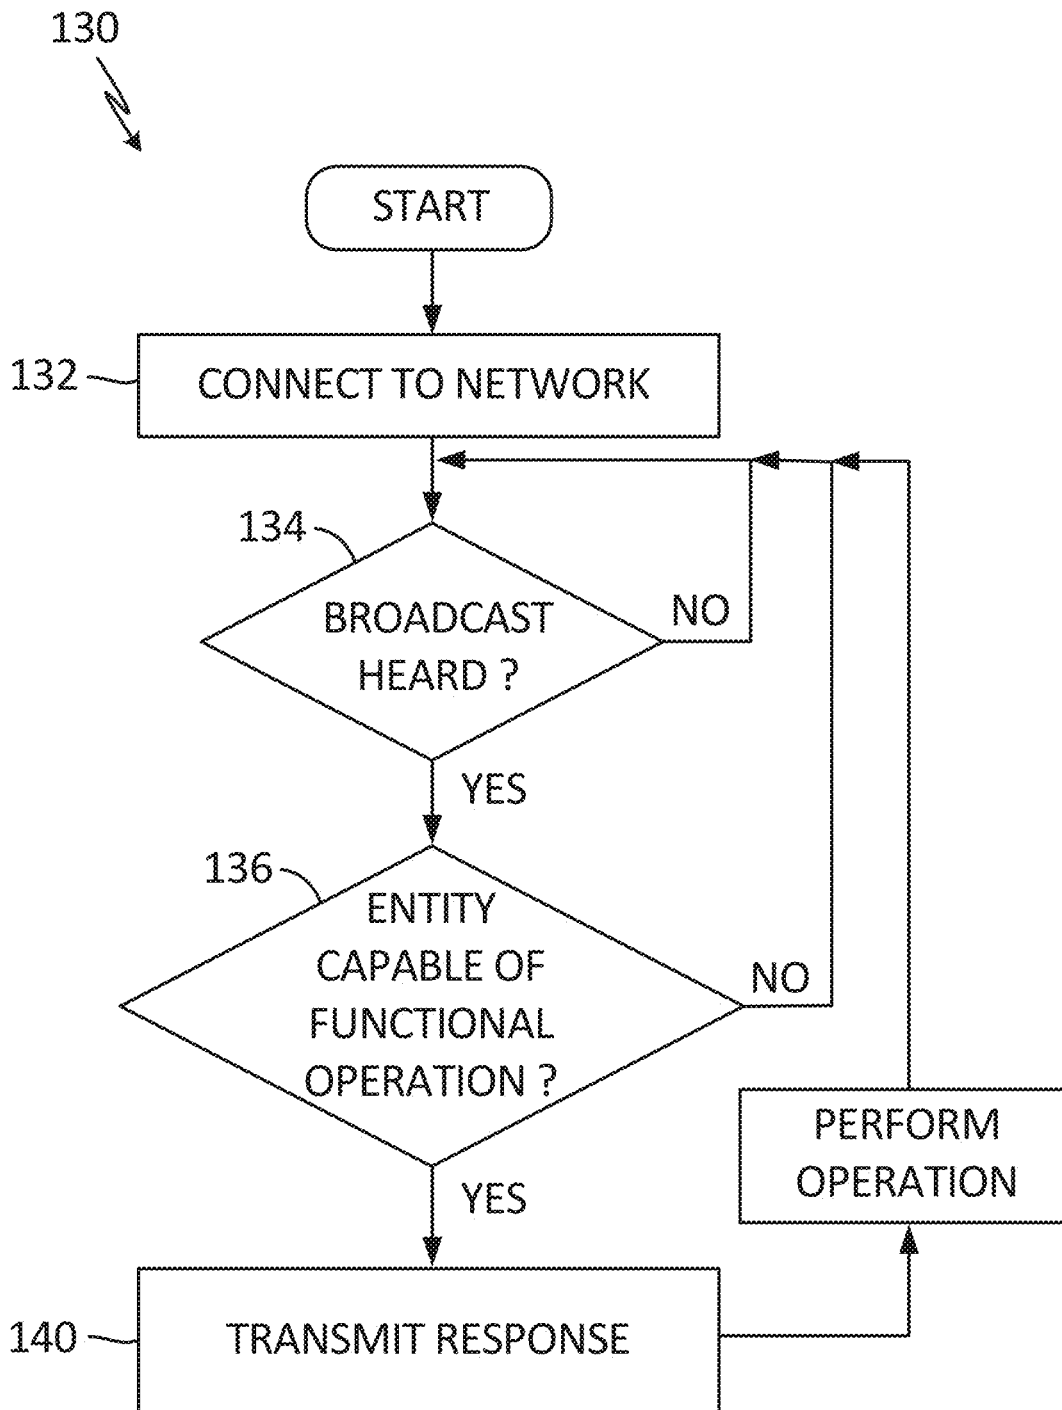 130
START
132
CONNECT TO NETWORK
134
BROADCAST
HEARD ?
NO
YES
136
ENTITY
CAPABLE OF
FUNCTIONAL
OPERATION ?
NO
YES
PERFORM
OPERATION
140
TRANSMIT RESPONSE